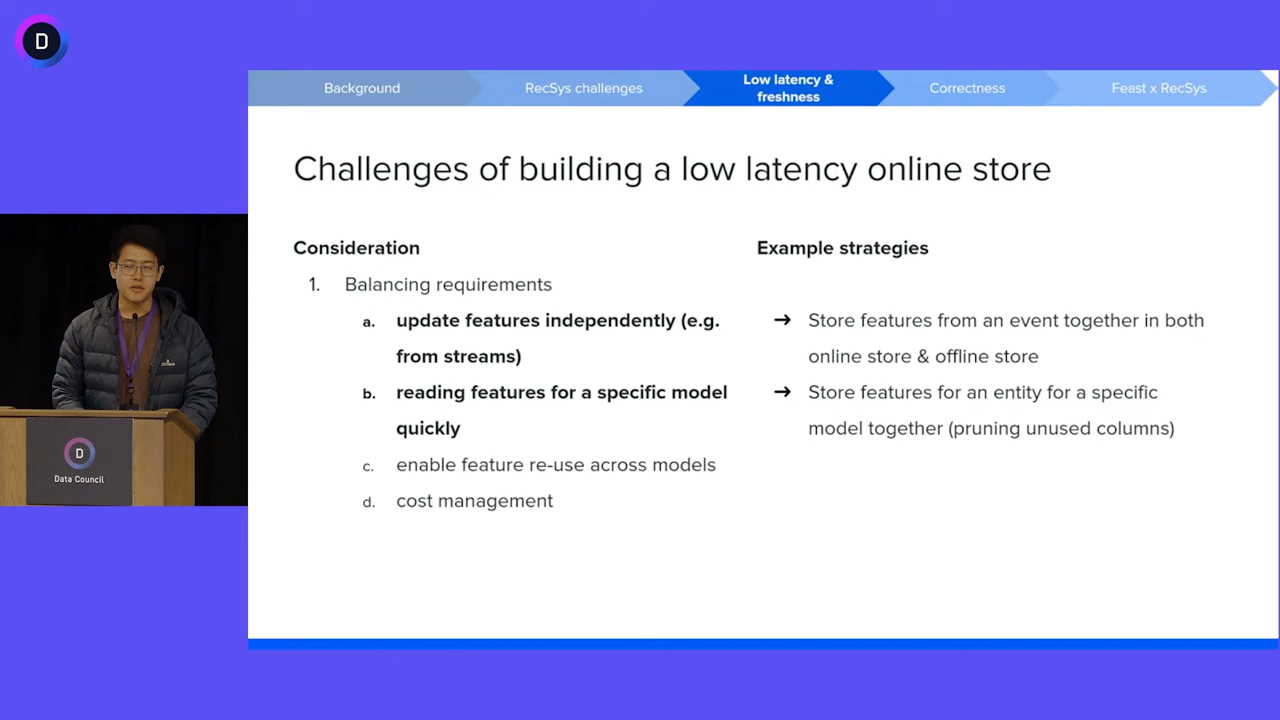 D
Background
RecSys challenges
Low latency &
freshness
Correctness
Feast x RecSys
Challenges of building a low latency online store
Consideration
Example strategies
1. Balancing requirements
a. update features independently (e.g.
from streams)
→ Store features from an event together in both
online store & offline store
b. reading features for a specific model
quickly
→ Store features for an entity for a specific
model together (pruning unused columns)
c. enable feature re-use across models
d. cost management
D
Data Council